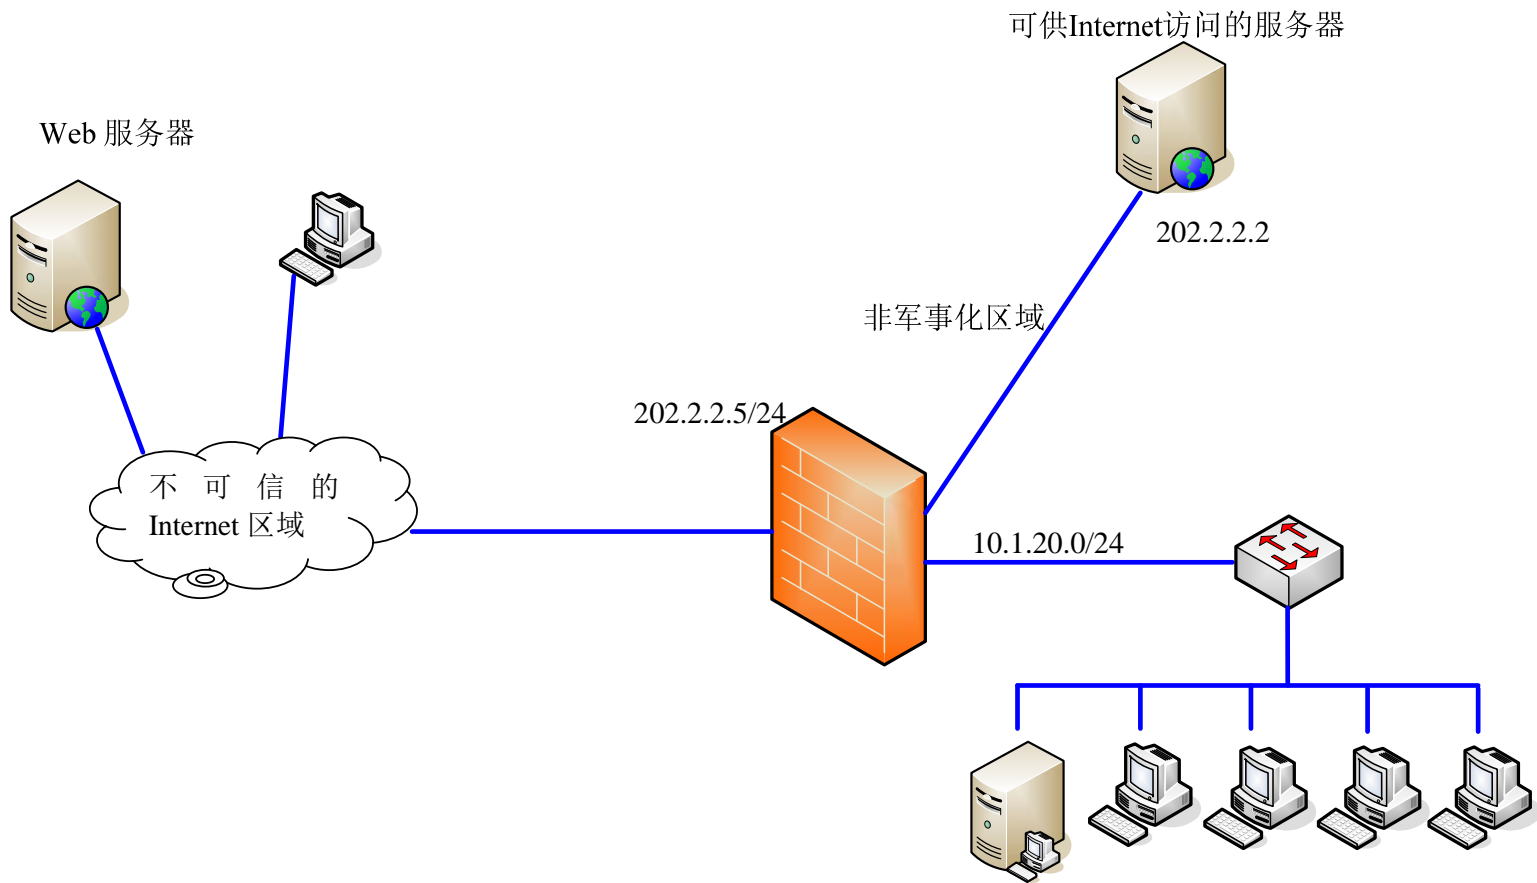 可供Internet访问的服务器
Web 服务器
202.2.2.2
非军事化区域
202.2.2.5/24
不 可 信 的
Internet 区域
10.1.20.0/24